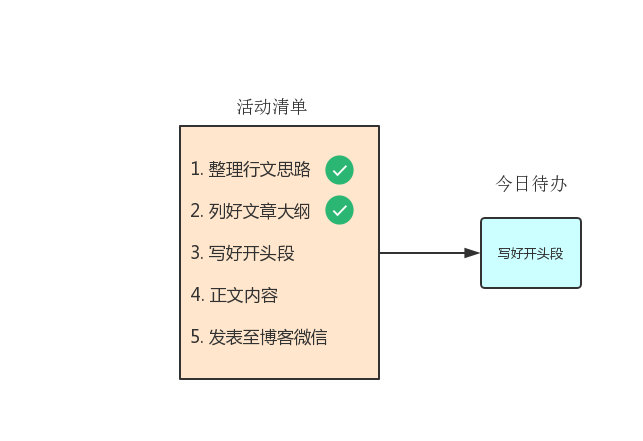 活动清单
1. 整理行文思路
2. 列好文章大纲
3. 写好开头段
4. 正文内容
5. 发表至博客微信
今日待办
写好开头段